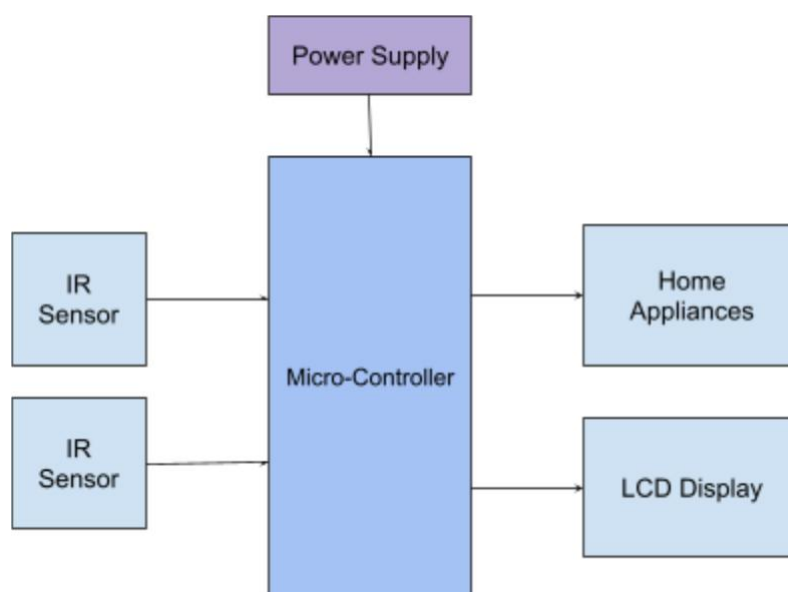 Power Supply
IR
Sensor
Home
Appliances
Micro-Controller
IR
Sensor
LCD Display